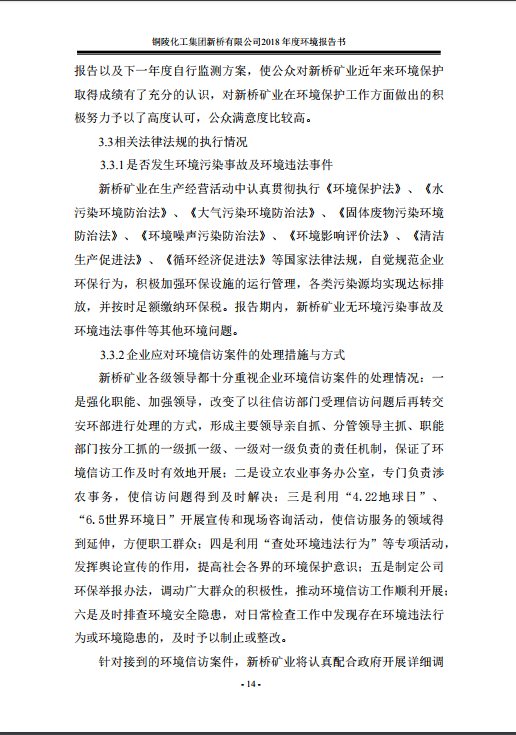 铜陵化工集团新桥有限公司2018 年度环境报告书
报告以及下一年度自行监测方案，使公众对新桥矿业近年来环境保护
取得成绩有了充分的认识，对新桥矿业在环境保护工作方面做出的积
极努力予以了高度认可，公众满意度比较高。
3.3相关法律法规的执行情况
3.3.1是否发生环境污染事故及环境违法事件
新桥矿业在生产经营活动中认真贯彻执行《环境保护法》、《水
污染环境防治法》、《大气污染环境防治法》、《固体废物污染环境
防治法》、《环境噪声污染防治法》、《环境影响评价法》、《清洁
生产促进法》、《循环经济促进法》等国家法律法规，自觉规范企业
环保行为，积极加强环保设施的运行管理，各类污染源均实现达标排
放，并按时足额缴纳环保税。报告期内，新桥矿业无环境污染事故及
环境违法事件等其他环境问题。
3.3.2企业应对环境信访案件的处理措施与方式
新桥矿业各级领导都十分重视企业环境信访案件的处理情况：一
是强化职能、加强领导，改变了以往信访部门受理信访问题后再转交
安环部进行处理的方式，形成主要领导亲自抓、分管领导主抓、职能
部门按分工抓的一级抓一级、一级对一级负责的责任机制，保证了环
境信访工作及时有效地开展；二是设立农业事务办公室，专门负责涉
农事务，使信访问题得到及时解决；三是利用“4.22地球日”、
“6.5世界环境日”开展宣传和现场咨询活动，使信访服务的领域得
到延伸，方便职工群众；四是利用“查处环境违法行为”等专项活动，
发挥舆论宣传的作用，提高社会各界的环境保护意识；五是制定公司
环保举报办法，调动广大群众的积极性，推动环境信访工作顺利开展；
六是及时排查环境安全隐患，对日常检查工作中发现存在环境违法行
为或环境隐患的，及时予以制止或整改。
针对接到的环境信访案件，新桥矿业将认真配合政府开展详细调
- 14 -